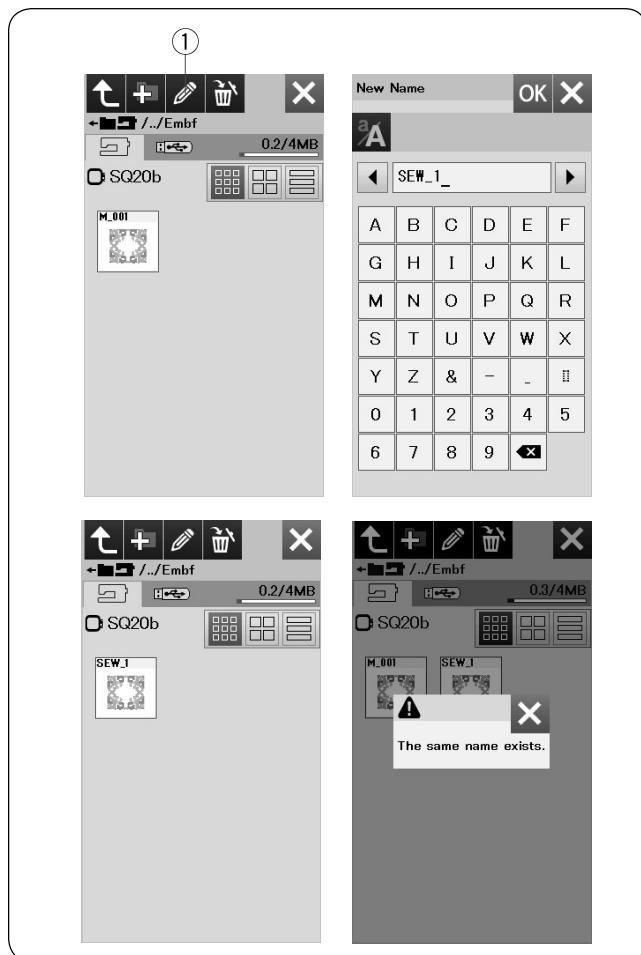 1
/../Embf
0.2/4MB
SQ20b
M_001
New Name
OK
a/A
SEW_1_
A B C D E F
G H I J K L
M N O P Q R
S T U V W X
Y Z & - _
0 1 2 3 4 5
6 7 8 9
/../Embf
0.2/4MB
SQ20b
SEW_1
/../Embf
0.3/4MB
SQ20b
M_001 SEW_1
The same name exists.